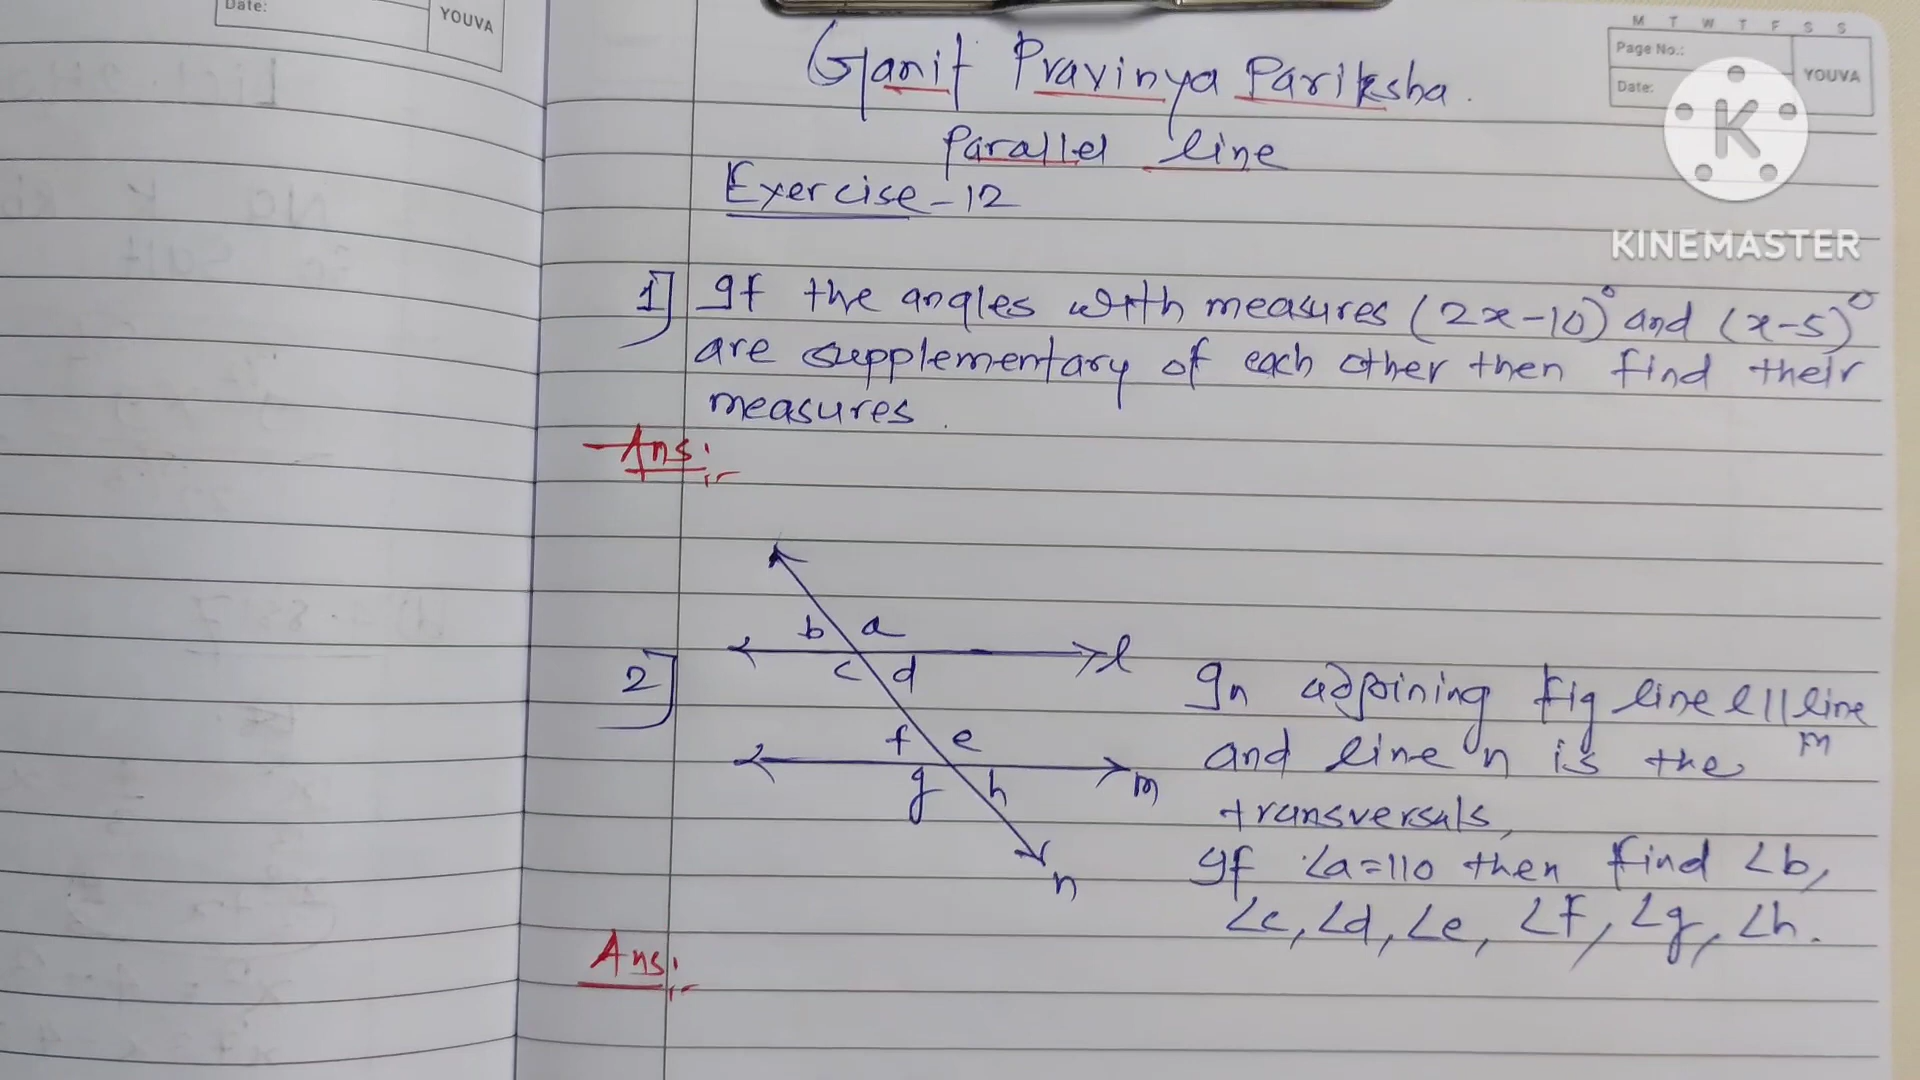 Date:
YOUVA
M T W T F S S
Page No.:
Date:
YOUVA
K
KINEMASTER
Ganit Pravinya Pariksha.
Parallel line
Exercise-12
1] If the angles with measures (2x-10)° and (x-5)°
are supplementary of each other then find their
measures.
Ans:-
2]
b a
l
c d
f e
m
g h
n
In adjoining fig line l || line
m
and line n is the
transversals,
If ∠a=110 then find ∠b,
∠c, ∠d, ∠e, ∠f, ∠g, ∠h.
Ans:-